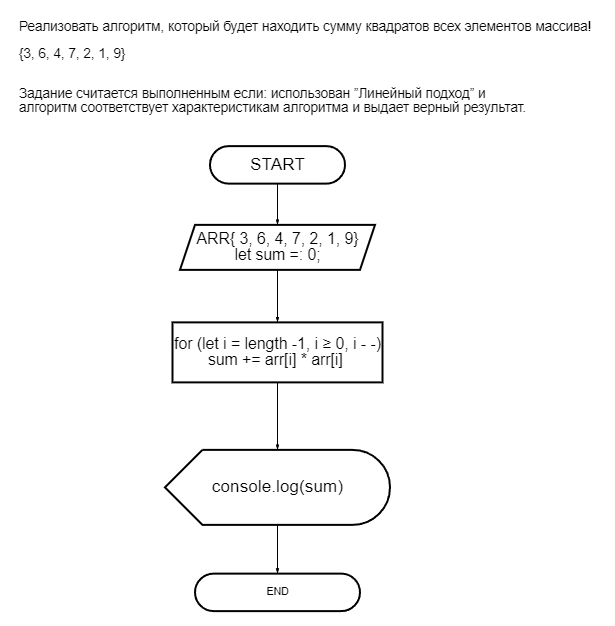 Реализовать алгоритм, который будет находить сумму квадратов всех элементов массива!
{3, 6, 4, 7, 2, 1, 9}
Задание считается выполненным если: использован "Линейный подход" и
алгоритм соответствует характеристикам алгоритма и выдает верный результат.
START
ARR{ 3, 6, 4, 7, 2, 1, 9}
let sum =: 0;
for (let i = length -1, i ≥ 0, i - -)
sum += arr[i] * arr[i]
console.log(sum)
END